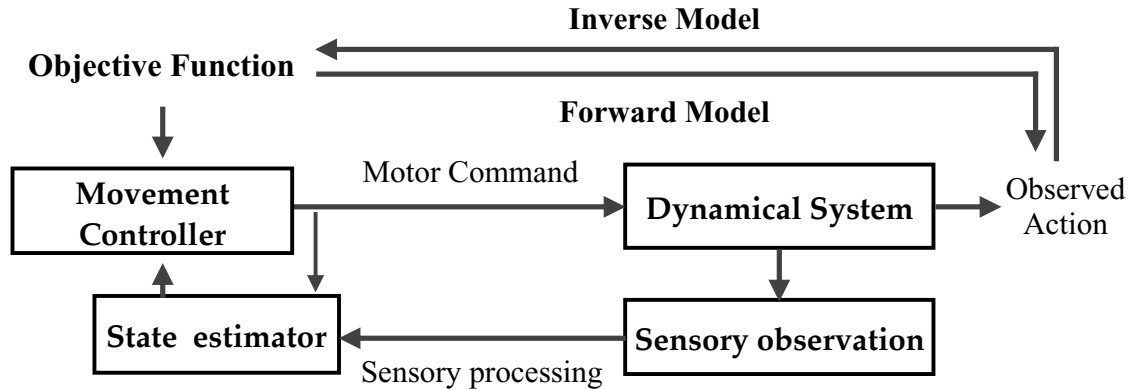 Inverse Model
Objective Function
Forward Model
Movement
Controller
Motor Command
Dynamical System
Observed
Action
State estimator
Sensory processing
Sensory observation